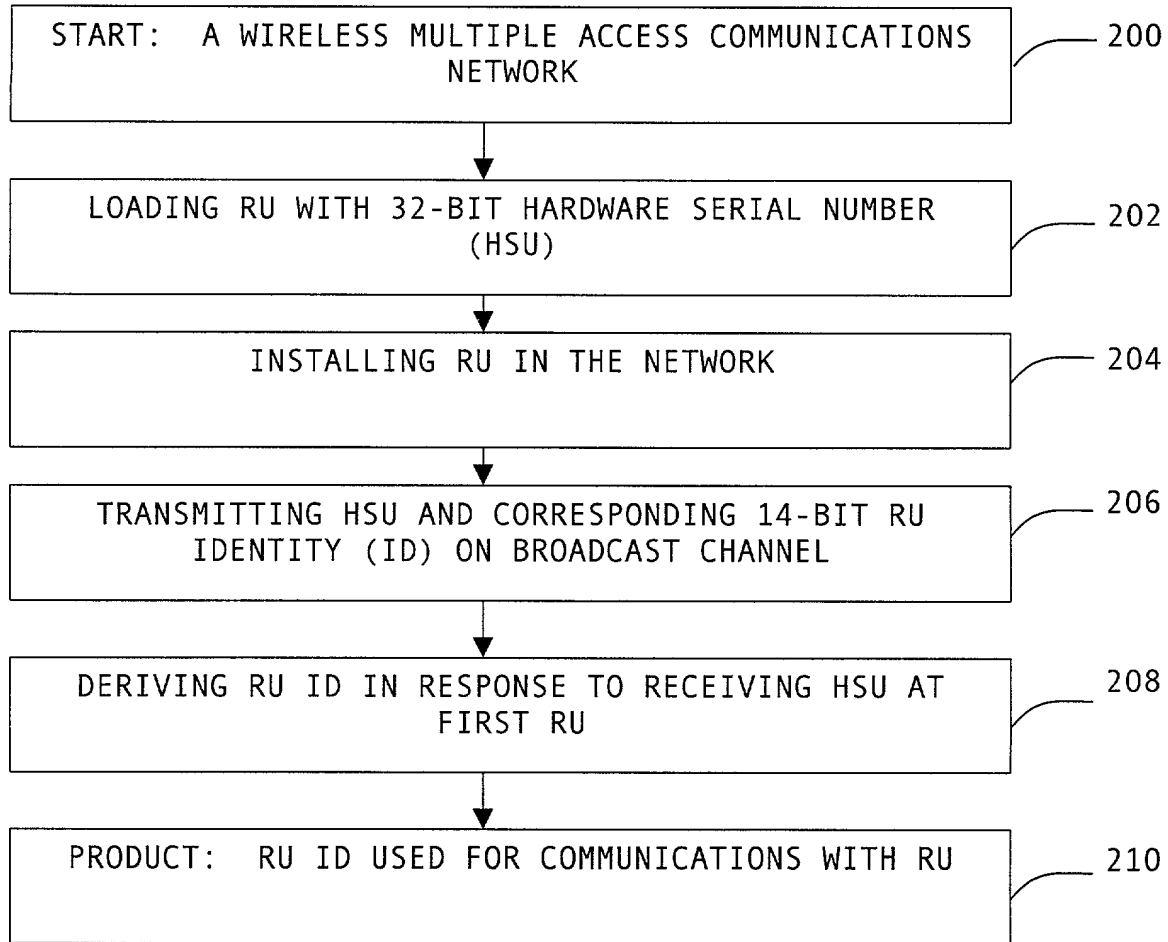 START: A WIRELESS MULTIPLE ACCESS COMMUNICATIONS
NETWORK
200
LOADING RU WITH 32-BIT HARDWARE SERIAL NUMBER
(HSU)
202
INSTALLING RU IN THE NETWORK
204
TRANSMITTING HSU AND CORRESPONDING 14-BIT RU
IDENTITY (ID) ON BROADCAST CHANNEL
206
DERIVING RU ID IN RESPONSE TO RECEIVING HSU AT
FIRST RU
208
PRODUCT: RU ID USED FOR COMMUNICATIONS WITH RU
210